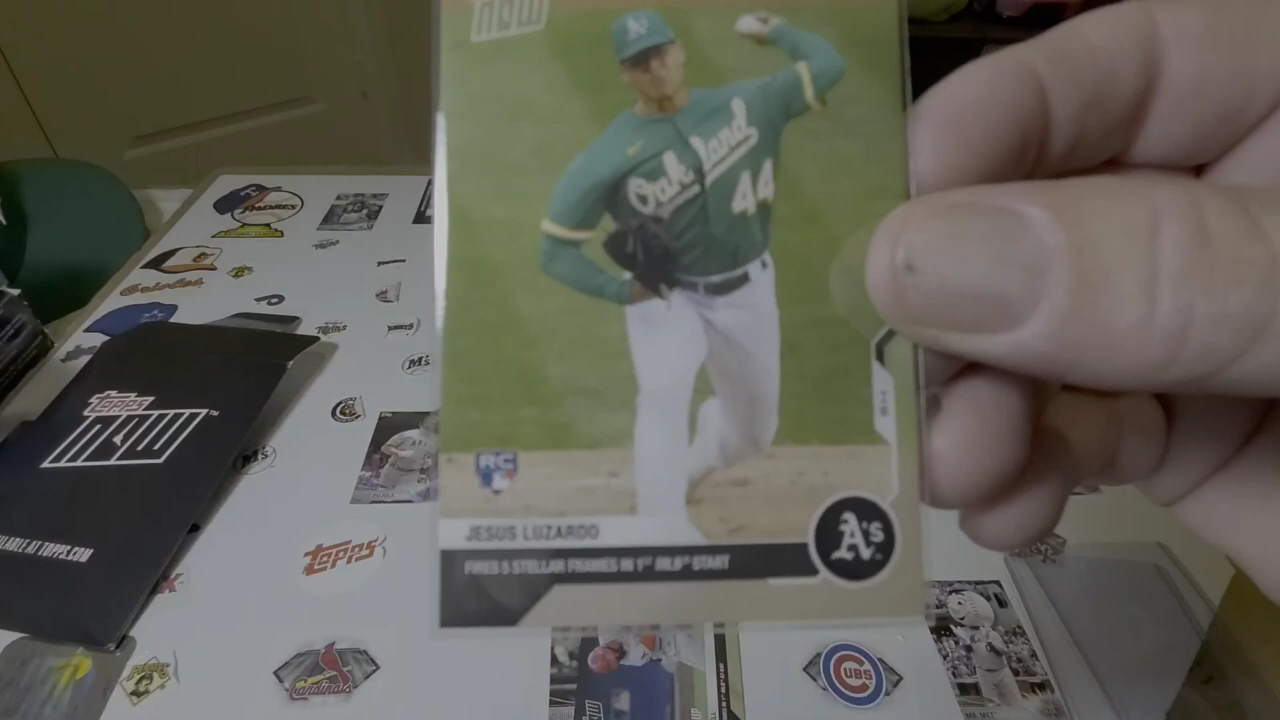 NOW
A's
Oakland
44
RC
JESUS LUZARDO
FIRES 5 STELLAR FRAMES IN 1ST MLB START
A's
PADRES
Orioles
Twins
M's
M's
topps
NOW
AILABLE AT TOPPS.COM
topps
Cardinals
CUBS